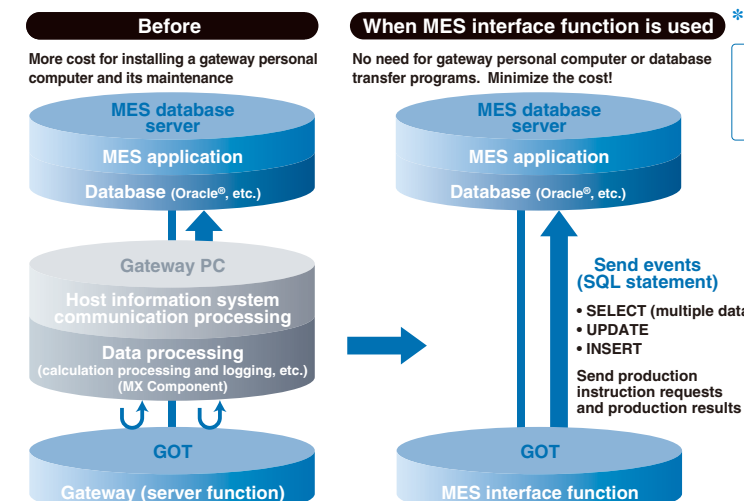 Before
More cost for installing a gateway personal
computer and its maintenance
MES database
server
MES application
Database (Oracle®, etc.)
Gateway PC
Host information system
communication processing
Data processing
(calculation processing and logging, etc.)
(MX Component)
GOT
Gateway (server function)
When MES interface function is used
*
No need for gateway personal computer or database
transfer programs. Minimize the cost!
MES database
server
MES application
Database (Oracle®, etc.)
Send events
(SQL statement)
• SELECT (multiple data
• UPDATE
• INSERT
Send production
instruction requests
and production results
GOT
MES interface function